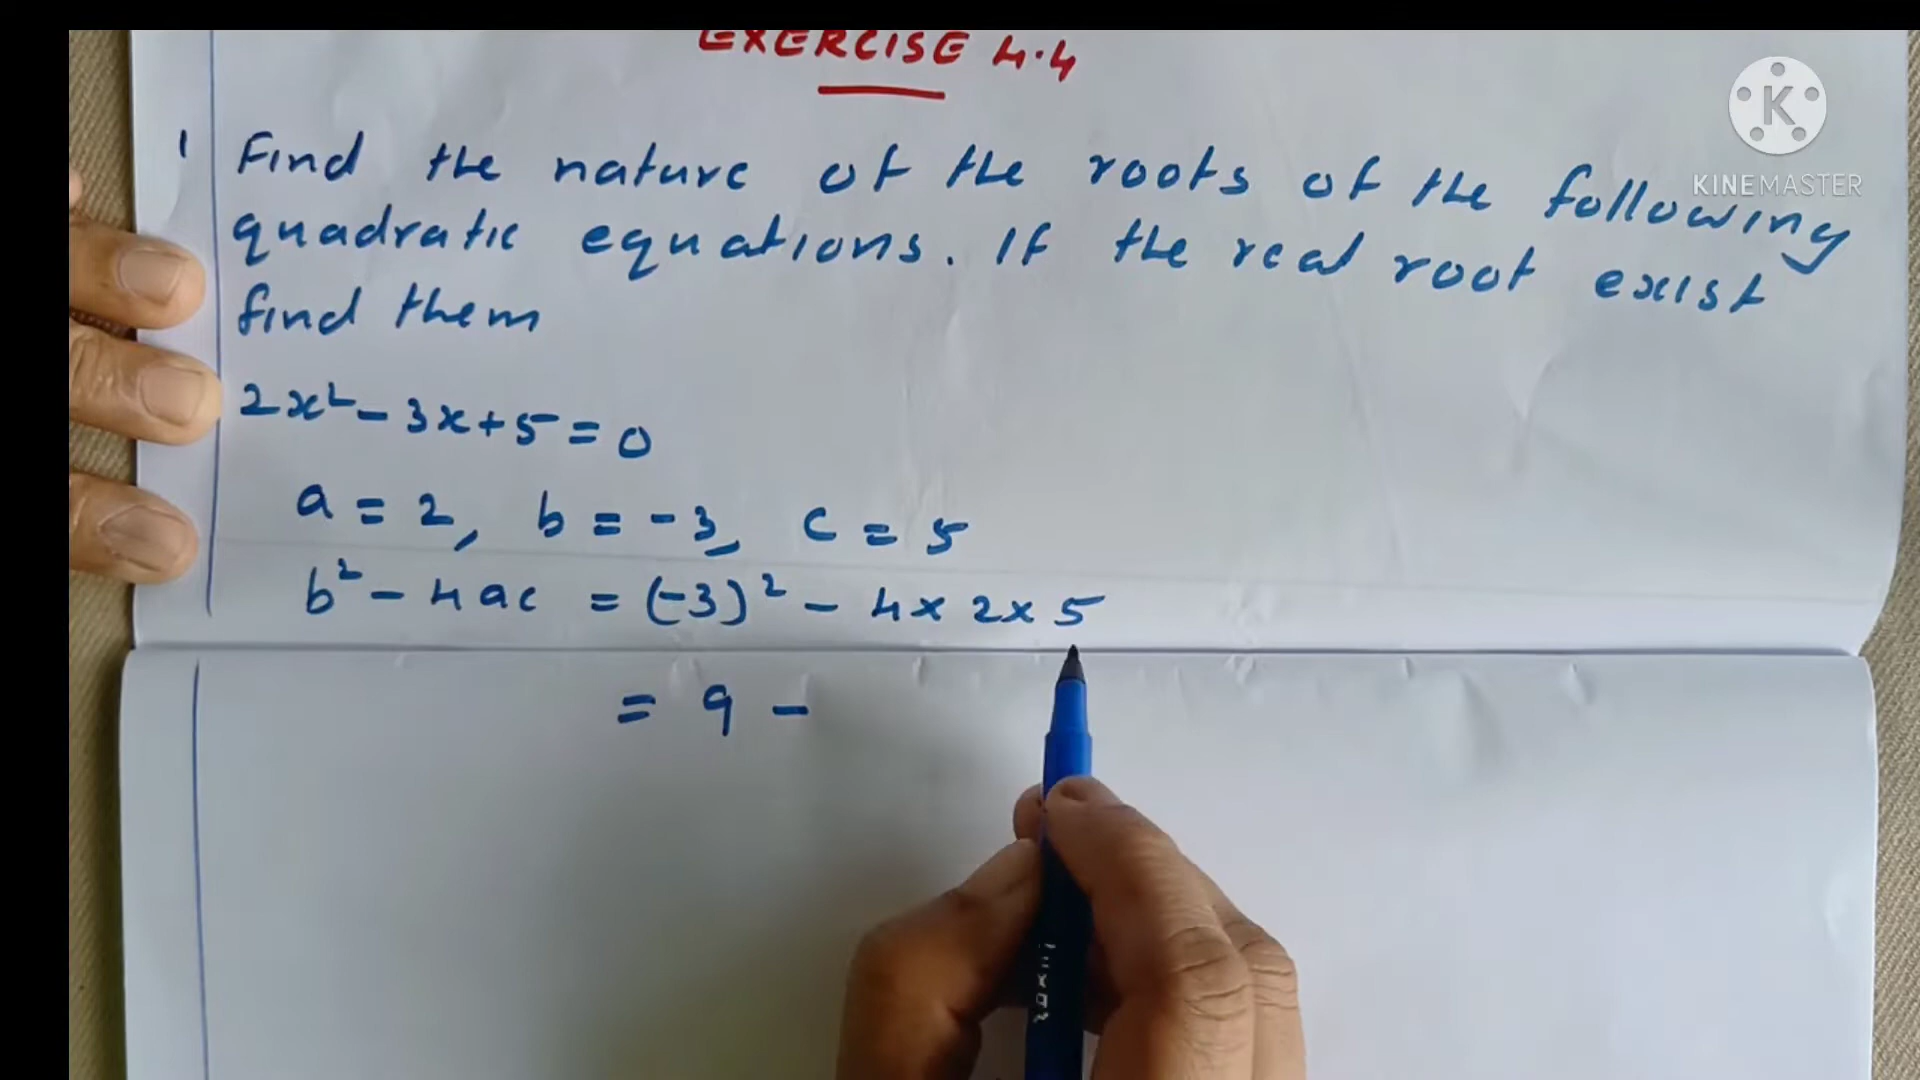 EXERCISE 4.4
1 Find the nature of the roots of the following
quadratic equations. If the real root exist
find them
2x² - 3x + 5 = 0
a = 2, b = -3, c = 5
b² - 4ac = (-3)² - 4 x 2 x 5
= 9 -
K
KINEMASTER